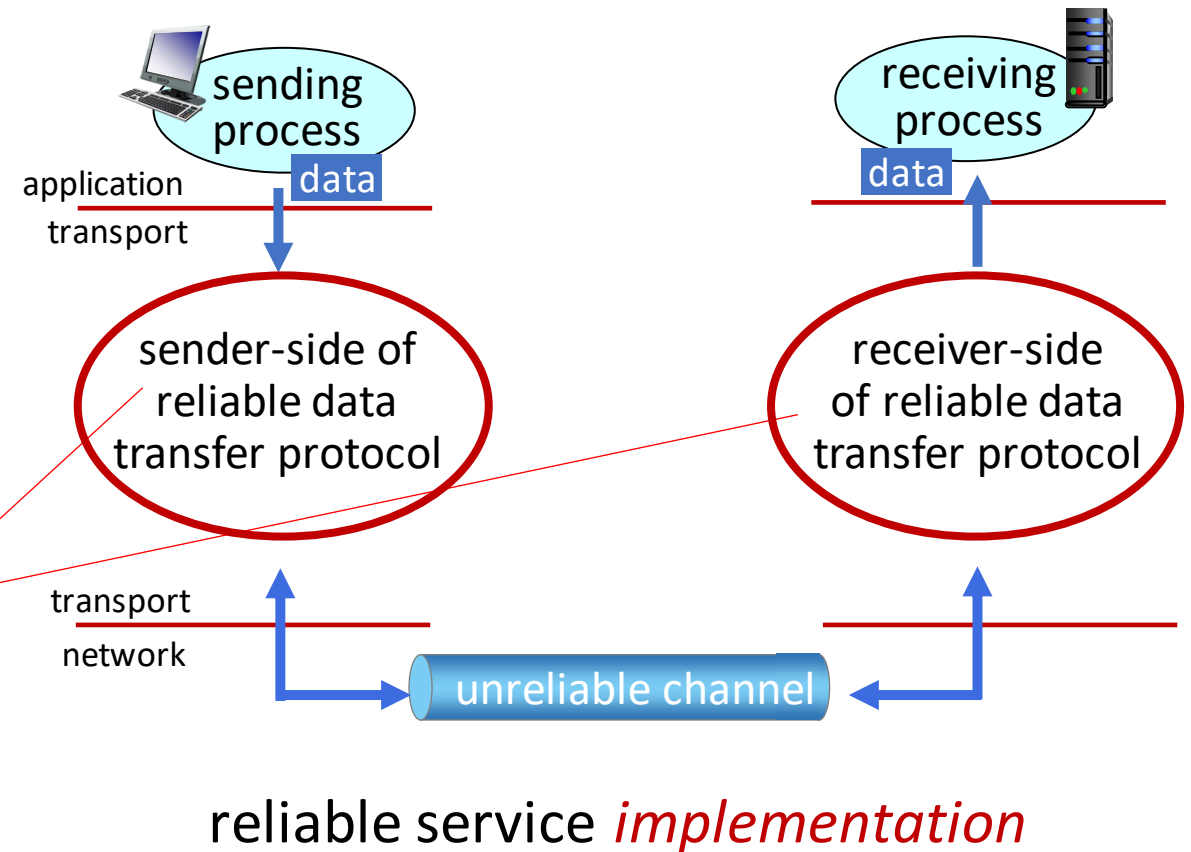 sending
process
data
application
transport
receiving
process
data
sender-side of
reliable data
transfer protocol
receiver-side
of reliable data
transfer protocol
transport
network
unreliable channel
reliable service implementation